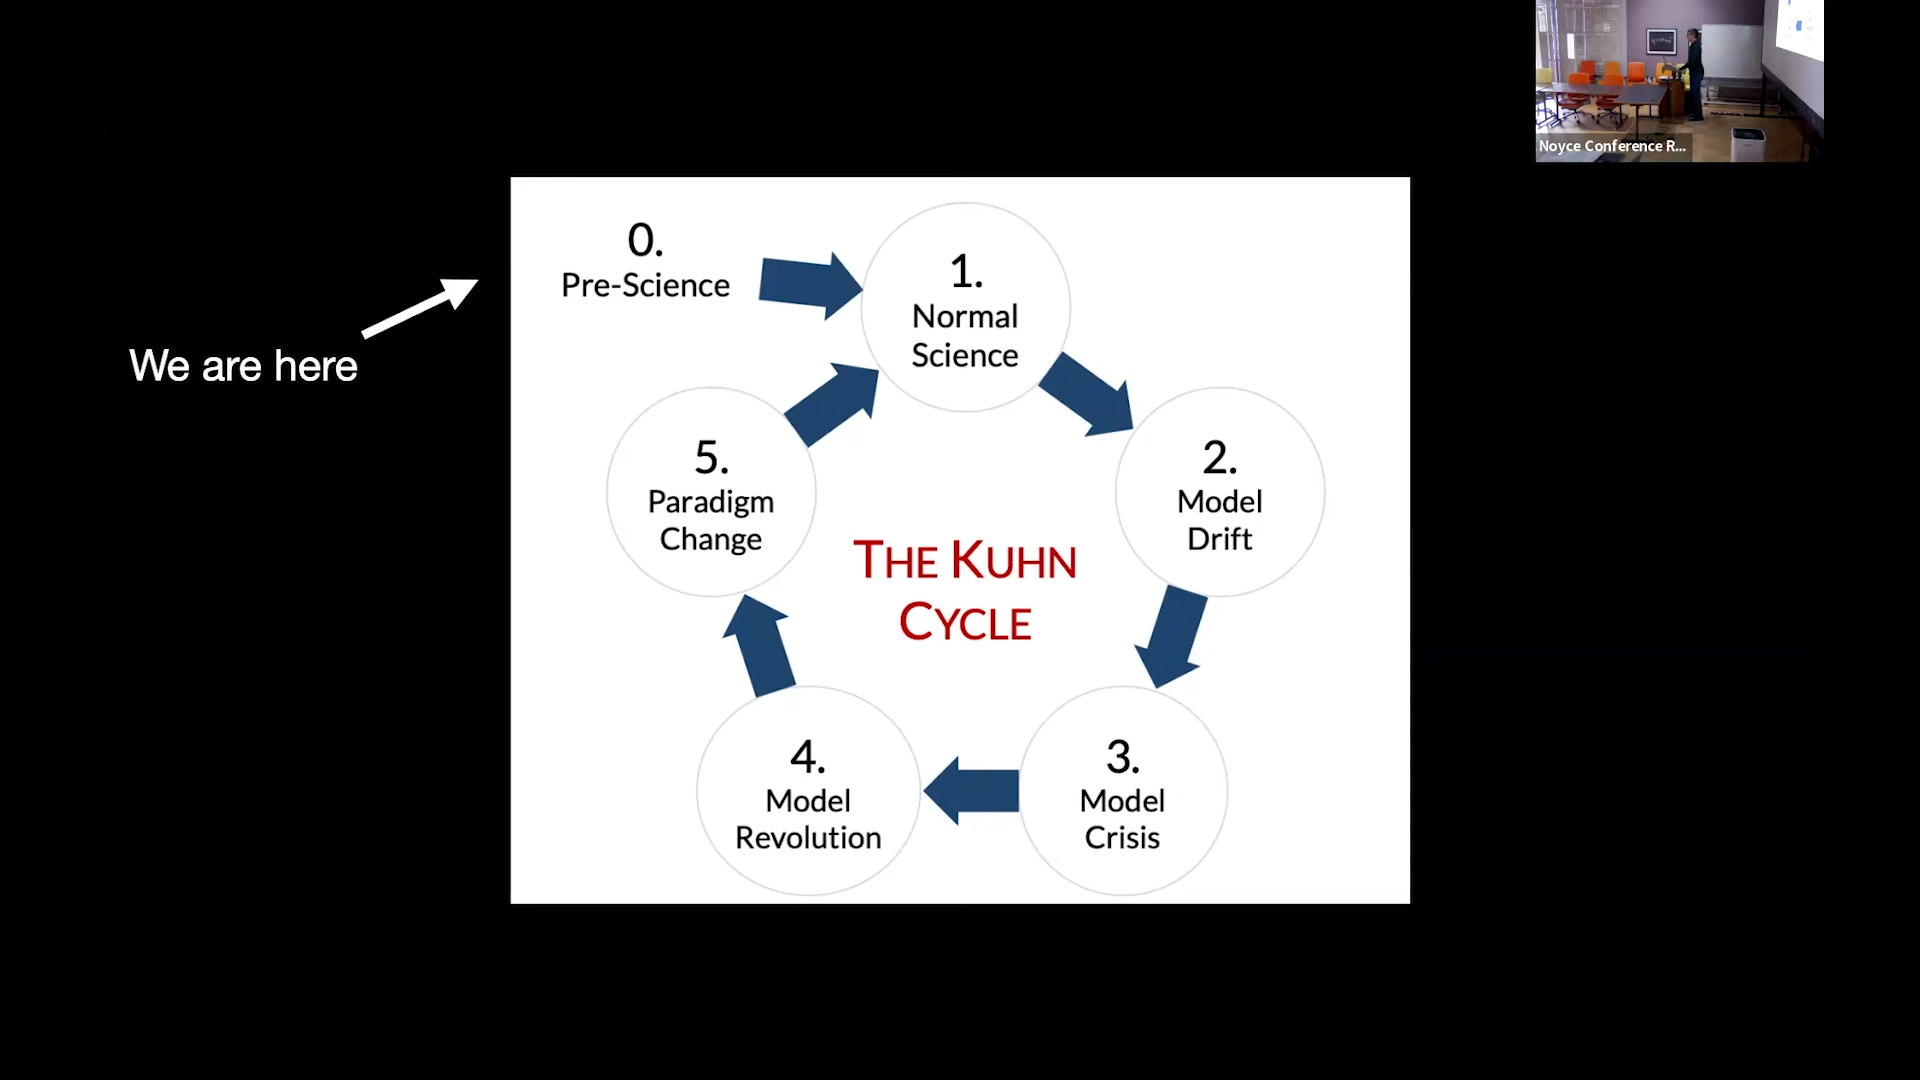 Noyce Conference R...
We are here
0.
Pre-Science
1.
Normal
Science
2.
Model
Drift
3.
Model
Crisis
4.
Model
Revolution
5.
Paradigm
Change
THE KUHN
CYCLE